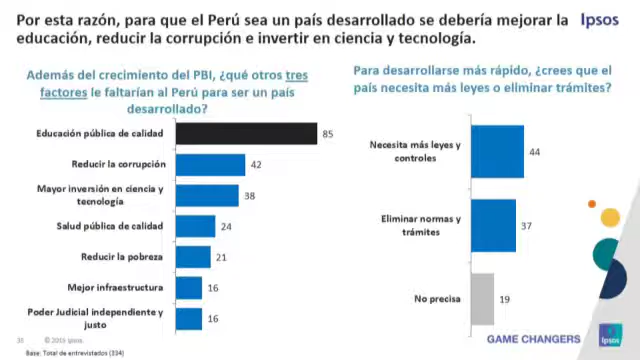 Por esta razón, para que el Perú sea un país desarrollado se debería mejorar la
educación, reducir la corrupción e invertir en ciencia y tecnología.
Ipsos
Además del crecimiento del PBI, ¿qué otros tres
factores le faltarían al Perú para ser un país
desarrollado?
Educación pública de calidad 85
Reducir la corrupción 42
Mayor inversión en ciencia y
tecnología 38
Salud pública de calidad 24
Reducir la pobreza 21
Mejor infraestructura 16
Poder Judicial independiente y
justo 16
Para desarrollarse más rápido, ¿crees que el
país necesita más leyes o eliminar trámites?
Necesita más leyes y
controles 44
Eliminar normas y
trámites 37
No precisa 19
Ipsos.
Base: Total de entrevistados (334)
GAME CHANGERS
Ipsos